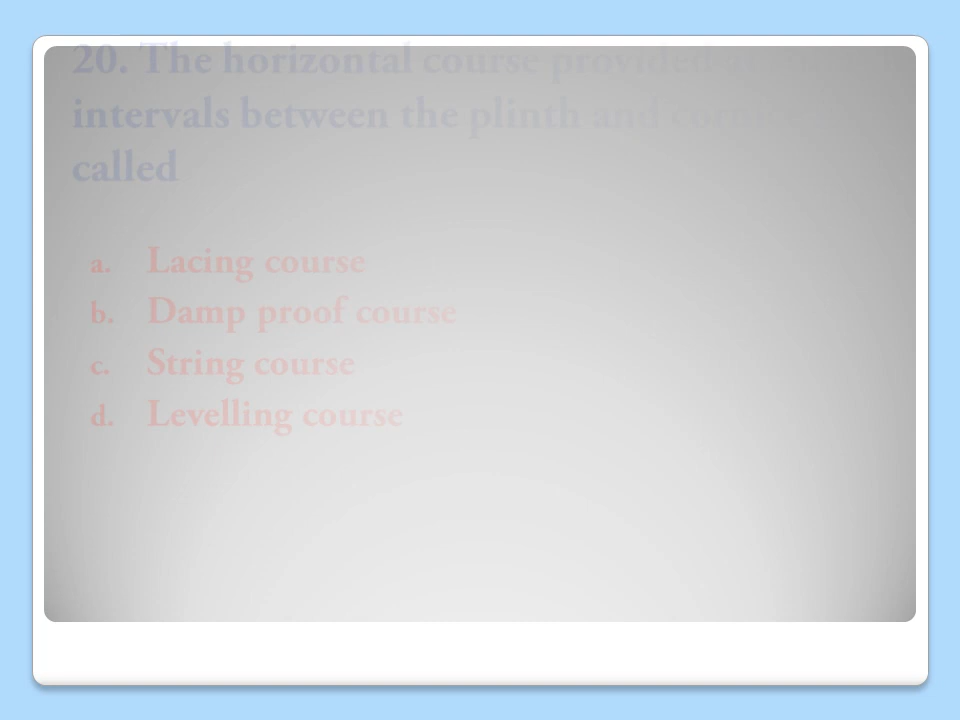 20. The horizontal course provided
intervals between the plinth and cornice
called
a. Lacing course
b. Damp proof course
c. String course
d. Levelling course